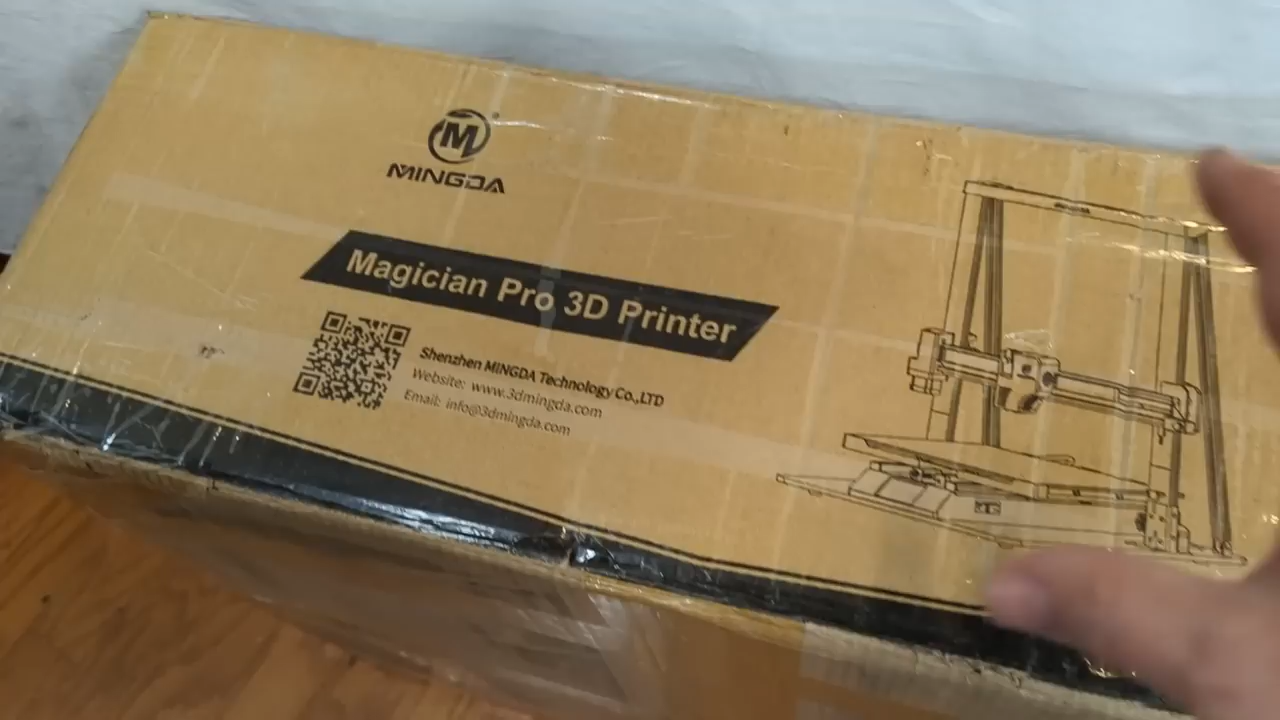 M
MINGDA
Magician Pro 3D Printer
Shenzhen MINGDA Technology Co.,LTD
Website: www.3dmingda.com
Email: info@3dmingda.com